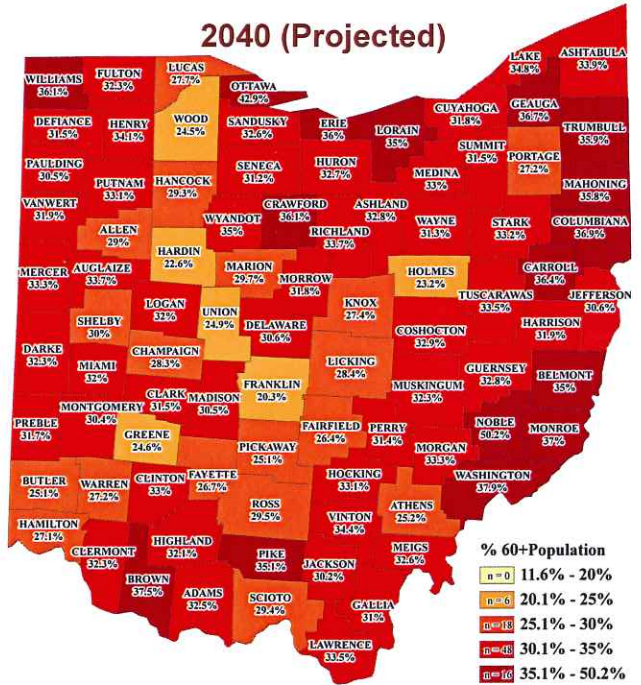 2040 (Projected)
WILLIAMS
36.1%
FULTON
32.3%
LUCAS
27.7%
OTTAWA
42.9%
LAKE
34.8%
ASHTABULA
33.9%
DEFIANCE
31.5%
HENRY
34.1%
WOOD
24.5%
SANDUSKY
32.6%
ERIE
36%
LORAIN
35%
CUYAHOGA
31.8%
GEAUGA
36.7%
TRUMBULL
35.9%
PAULDING
30.5%
PUTNAM
33.1%
HANCOCK
29.3%
SENECA
31.2%
HURON
32.7%
MEDINA
33%
SUMMIT
31.5%
PORTAGE
27.2%
MAHONING
35.8%
VANWERT
31.9%
ALLEN
29%
WYANDOT
35%
CRAWFORD
36.1%
RICHLAND
33.7%
ASHLAND
32.8%
WAYNE
31.3%
STARK
33.2%
COLUMBIANA
36.9%
MERCER
33.3%
AUGLAIZE
33.7%
HARDIN
22.6%
MARION
29.7%
MORROW
31.8%
HOLMES
23.2%
TUSCARAWAS
33.5%
CARROLL
36.4%
JEFFERSON
30.6%
SHELBY
30%
LOGAN
32%
UNION
24.9%
DELAWARE
30.6%
KNOX
27.4%
COSHOCTON
32.9%
HARRISON
31.9%
DARKE
32.3%
MIAMI
32%
CHAMPAIGN
28.3%
LICKING
28.4%
GUERNSEY
32.8%
BELMONT
35%
CLARK
31.5%
MADISON
30.5%
FRANKLIN
20.3%
MUSKINGUM
32.3%
PREBLE
31.7%
MONTGOMERY
30.4%
GREENE
24.6%
PICKAWAY
25.1%
FAIRFIELD
26.4%
PERRY
31.4%
MORGAN
33.3%
NOBLE
50.2%
MONROE
37%
BUTLER
25.1%
WARREN
27.2%
CLINTON
33%
FAYETTE
26.7%
ROSS
29.5%
HOCKING
33.1%
VINTON
34.4%
ATHENS
25.2%
WASHINGTON
37.9%
HAMILTON
27.1%
CLERMONT
32.3%
HIGHLAND
32.1%
PIKE
35.1%
JACKSON
30.2%
MEIGS
32.6%
BROWN
37.5%
ADAMS
32.5%
SCIOTO
29.4%
GALLIA
31%
LAWRENCE
33.5%
% 60+Population
n = 0 11.6% - 20%
n = 6 20.1% - 25%
n = 18 25.1% - 30%
n = 48 30.1% - 35%
n = 16 35.1% - 50.2%